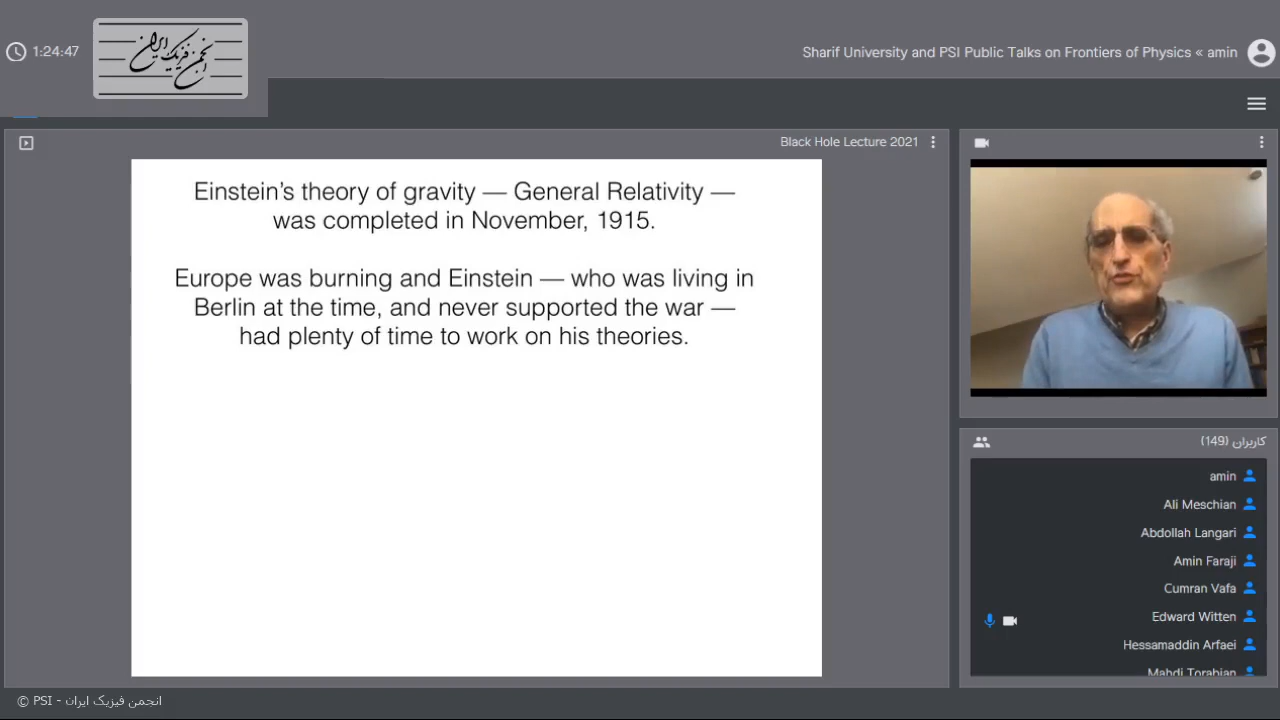 1:24:47
انجمن فیزیک ایران
Sharif University and PSI Public Talks on Frontiers of Physics « amin
Black Hole Lecture 2021
Einstein’s theory of gravity — General Relativity —
was completed in November, 1915.
Europe was burning and Einstein — who was living in
Berlin at the time, and never supported the war —
had plenty of time to work on his theories.
کاربران (149)
amin
Ali Meschian
Abdollah Langari
Amin Faraji
Cumran Vafa
Edward Witten
Hessamaddin Arfaei
Mahdi Torabian
© PSI - انجمن فیزیک ایران